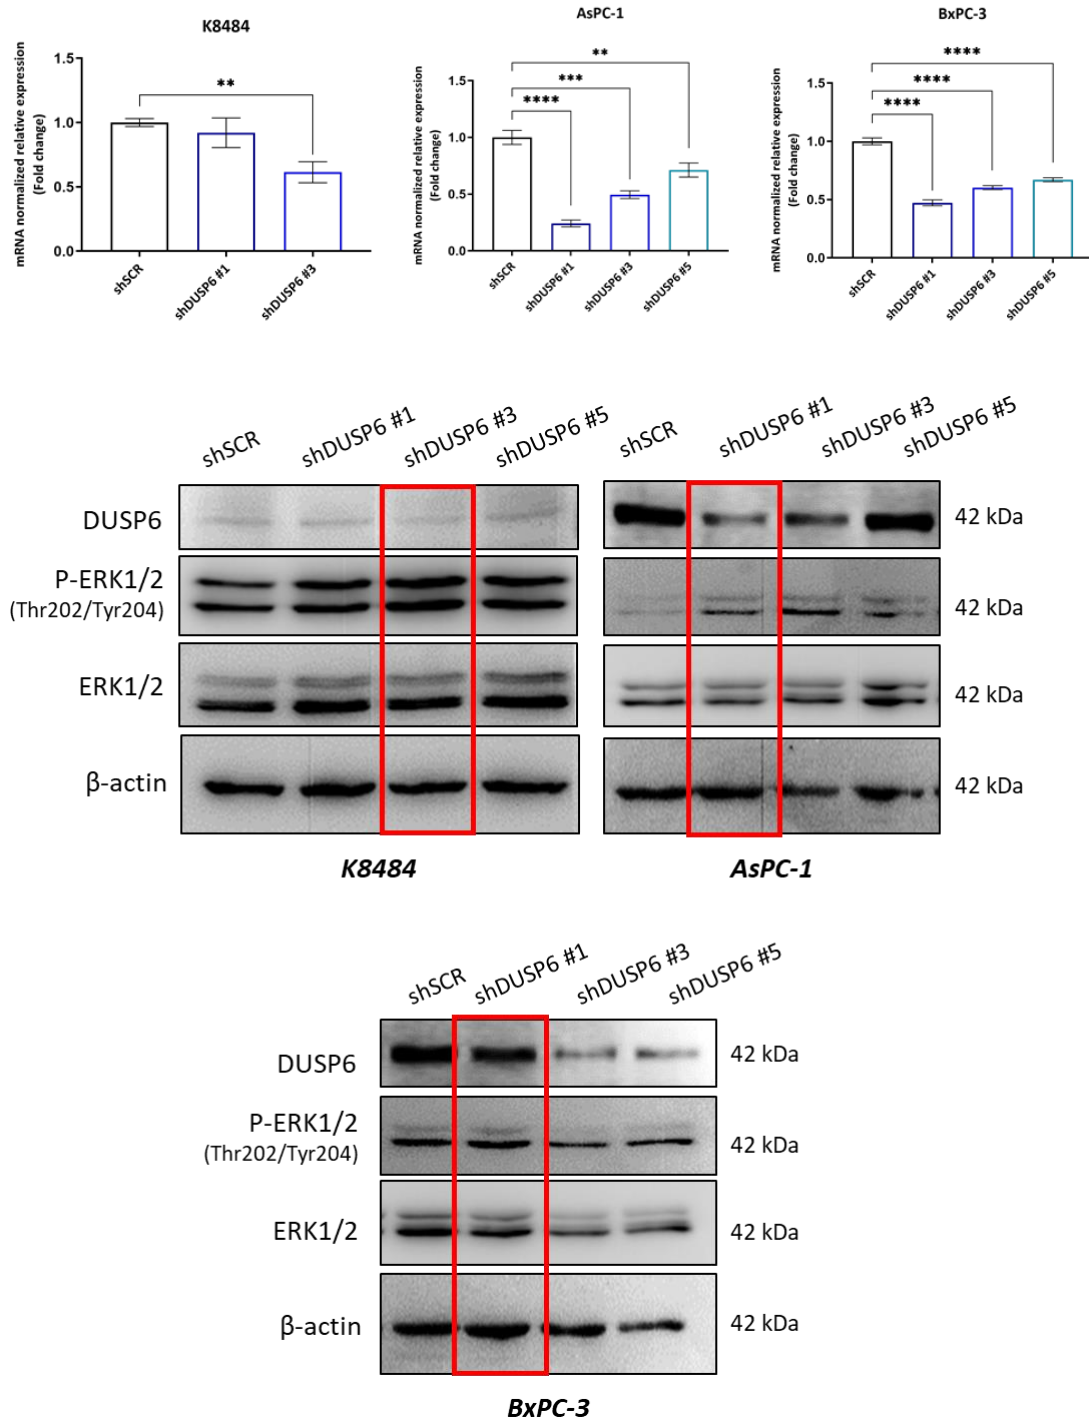 K8484
mRNA normalized relative expression
(Fold change)
1.5
1.0
0.5
0.0
**
shSCR
shDUSP6 #1
shDUSP6 #3
AsPC-1
mRNA normalized relative expression
(Fold change)
1.5
1.0
0.5
0.0
**
***
****
shSCR
shDUSP6 #1
shDUSP6 #3
shDUSP6 #5
BxPC-3
mRNA normalized relative expression
(Fold change)
1.5
1.0
0.5
0.0
****
****
****
shSCR
shDUSP6 #1
shDUSP6 #3
shDUSP6 #5
shSCR
shDUSP6 #1
shDUSP6 #3
shDUSP6 #5
shSCR
shDUSP6 #1
shDUSP6 #3
shDUSP6 #5
DUSP6
42 kDa
P-ERK1/2
(Thr202/Tyr204)
42 kDa
ERK1/2
42 kDa
β-actin
42 kDa
K8484
AsPC-1
shSCR
shDUSP6 #1
shDUSP6 #3
shDUSP6 #5
DUSP6
42 kDa
P-ERK1/2
(Thr202/Tyr204)
42 kDa
ERK1/2
42 kDa
β-actin
42 kDa
BxPC-3